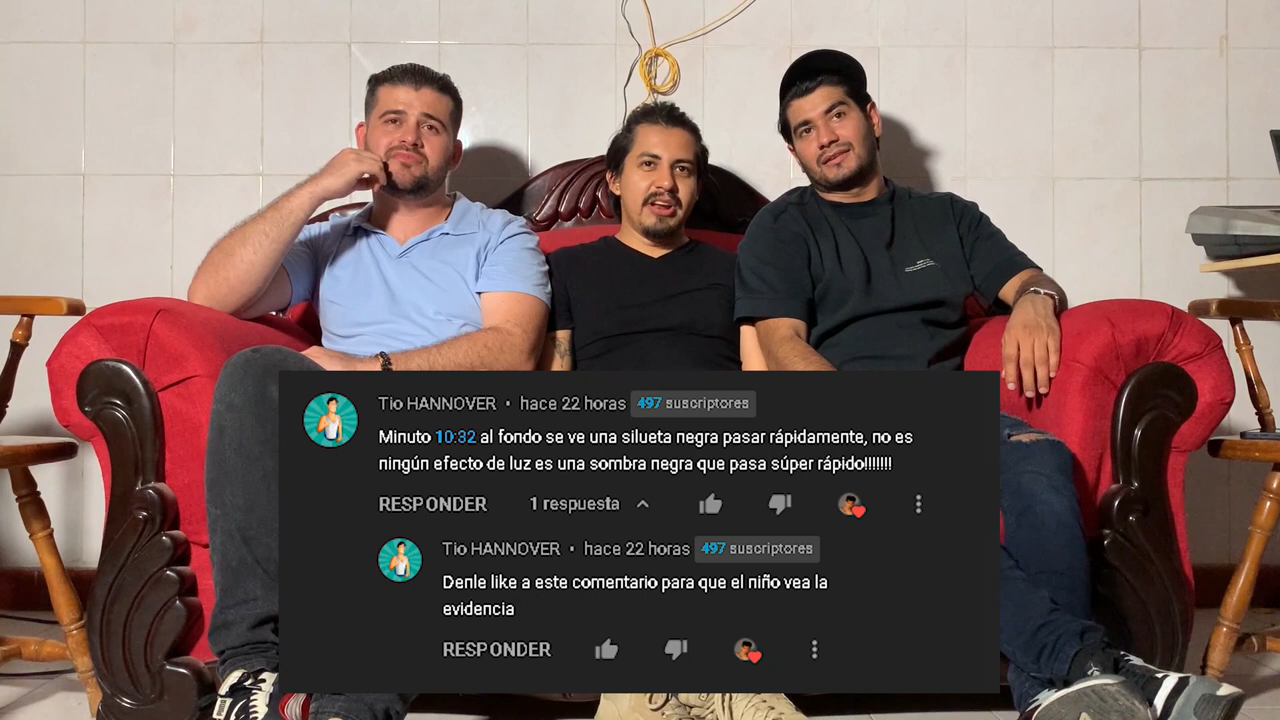 Tio HANNOVER · hace 22 horas 497 suscriptores
Minuto 10:32 al fondo se ve una silueta negra pasar rápidamente, no es
ningún efecto de luz es una sombra negra que pasa súper rápido!!!!!!!
RESPONDER 1 respuesta
Tio HANNOVER · hace 22 horas 497 suscriptores
Denle like a este comentario para que el niño vea la
evidencia
RESPONDER